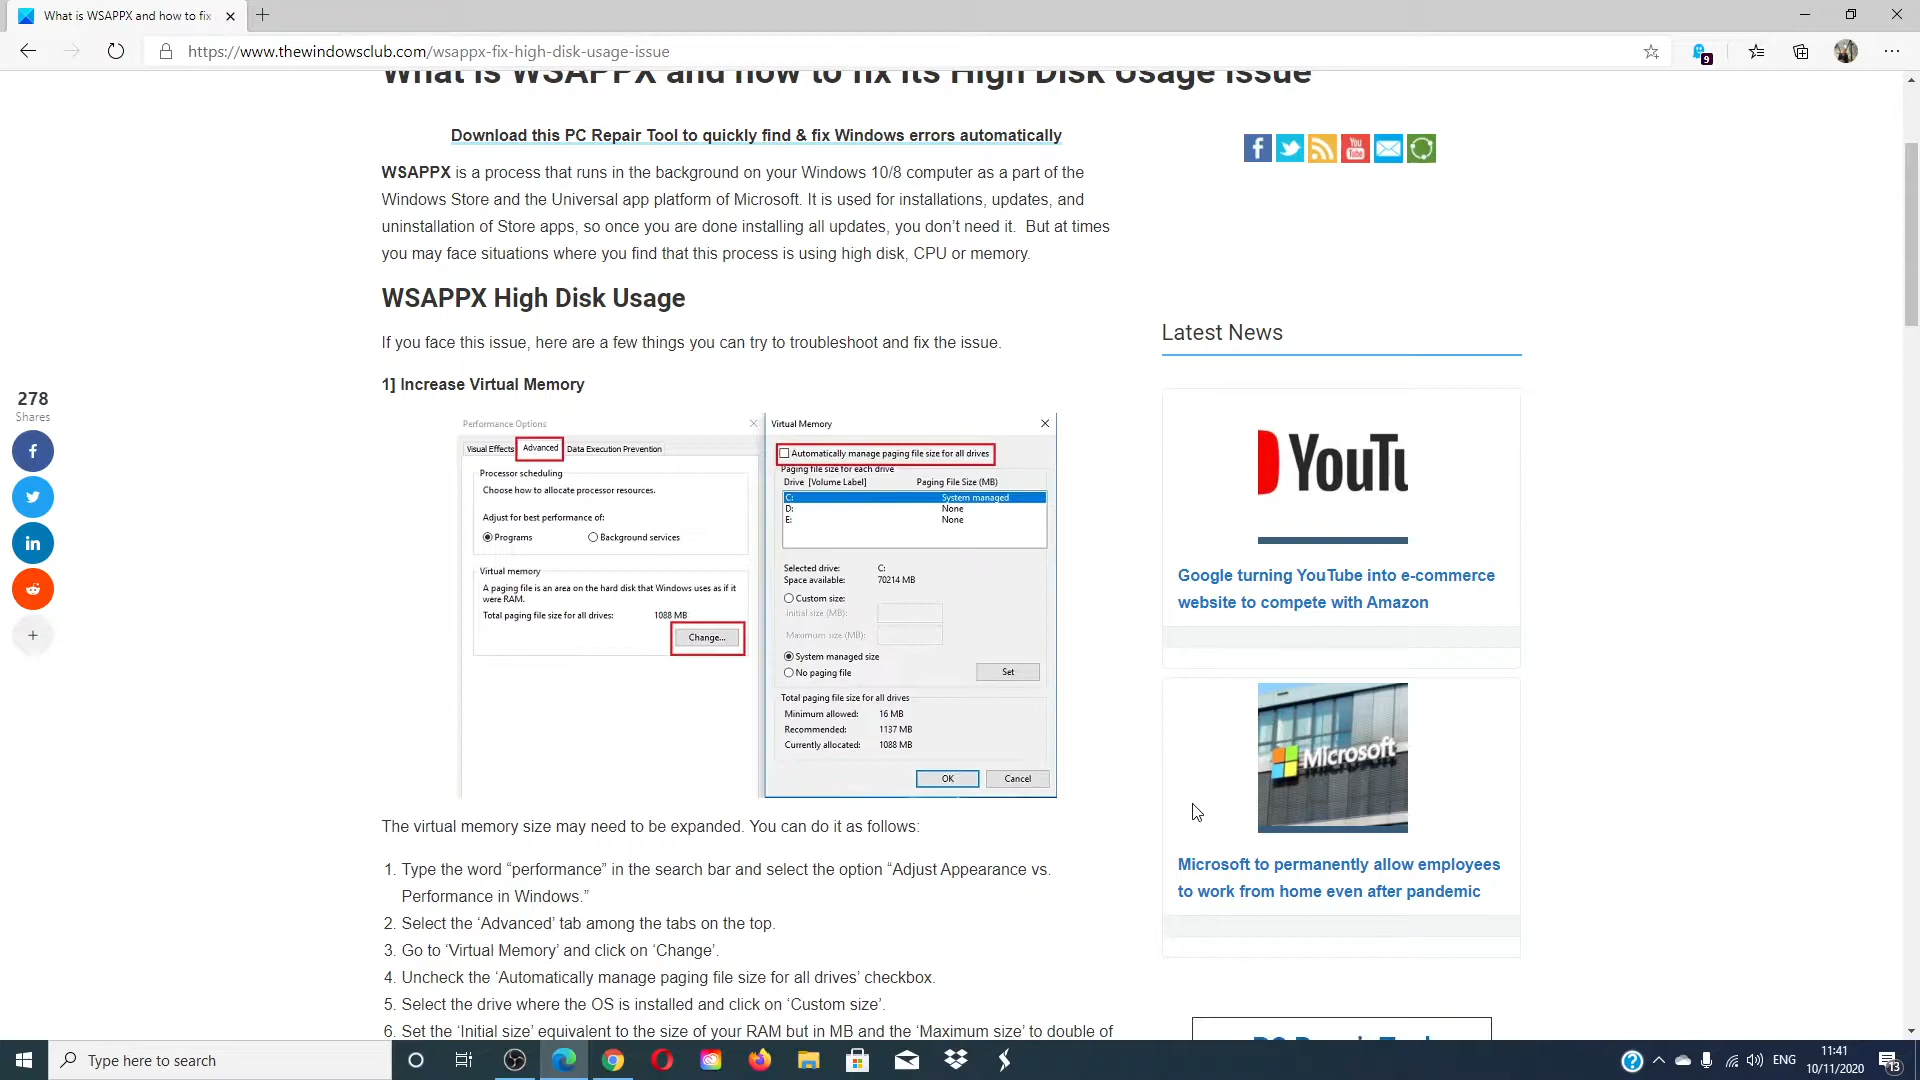 What is WSAPPX and how to fix
https://www.thewindowsclub.com/wsappx-fix-high-disk-usage-issue
9
What is WSAPPX and how to fix its High Disk Usage issue
Download this PC Repair Tool to quickly find & fix Windows errors automatically
WSAPPX is a process that runs in the background on your Windows 10/8 computer as a part of the
Windows Store and the Universal app platform of Microsoft. It is used for installations, updates, and
uninstallation of Store apps, so once you are done installing all updates, you don’t need it.  But at times
you may face situations where you find that this process is using high disk, CPU or memory.
WSAPPX High Disk Usage
If you face this issue, here are a few things you can try to troubleshoot and fix the issue.
1] Increase Virtual Memory
278
Shares
Performance Options
Visual Effects Advanced Data Execution Prevention
Processor scheduling
Choose how to allocate processor resources.
Adjust for best performance of:
Programs Background services
Virtual memory
A paging file is an area on the hard disk that Windows uses as if it
were RAM.
Total paging file size for all drives: 1088 MB
Change...
Virtual Memory
Automatically manage paging file size for all drives
Paging file size for each drive
Drive [Volume Label] Paging File Size (MB)
C: System managed
D: None
E: None
Selected drive: C:
Space available: 70214 MB
Custom size:
Initial size (MB):
Maximum size (MB):
System managed size
No paging file Set
Total paging file size for all drives
Minimum allowed: 16 MB
Recommended: 1137 MB
Currently allocated: 1088 MB
OK Cancel
The virtual memory size may need to be expanded. You can do it as follows:
1. Type the word “performance” in the search bar and select the option “Adjust Appearance vs.
Performance in Windows.”
2. Select the ‘Advanced’ tab among the tabs on the top.
3. Go to ‘Virtual Memory’ and click on ‘Change’.
4. Uncheck the ‘Automatically manage paging file size for all drives’ checkbox.
5. Select the drive where the OS is installed and click on ‘Custom size’.
6. Set the ‘Initial size’ equivalent to the size of your RAM but in MB and the ‘Maximum size’ to double of
You Tube
Latest News
YouTu
Google turning YouTube into e-commerce
website to compete with Amazon
Microsoft
Microsoft to permanently allow employees
to work from home even after pandemic
PC Repair Tool
Type here to search
ENG
11:41
10/11/2020
13